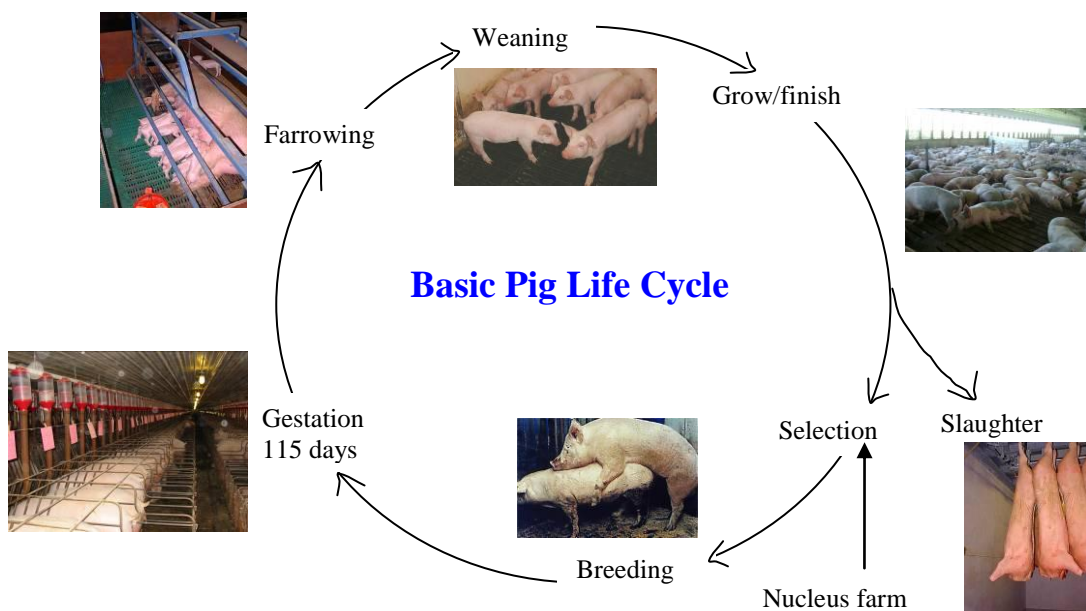 Weaning
Grow/finish
Farrowing
Basic Pig Life Cycle
Gestation
115 days
Selection
Slaughter
Breeding
Nucleus farm